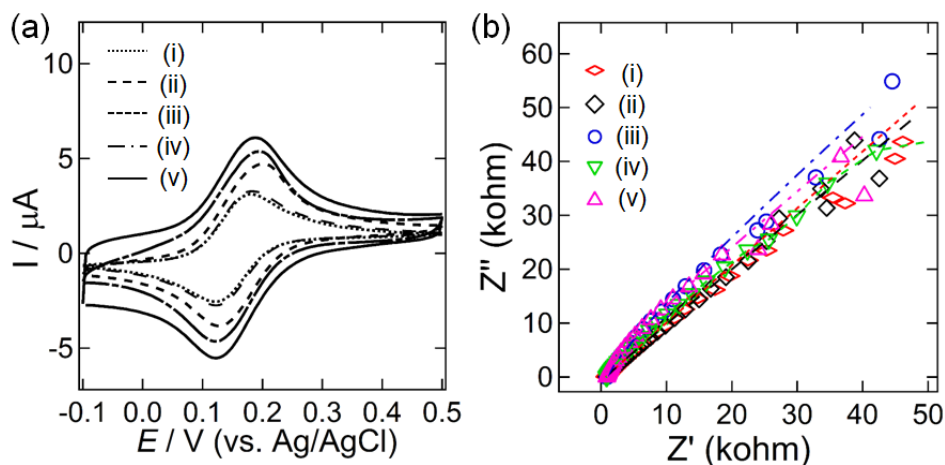 (a)
10
5
0
-5
I / μA
(i)
(ii)
(iii)
(iv)
(v)
-0.1 0.0 0.1 0.2 0.3 0.4 0.5
E / V (vs. Ag/AgCl)
(b)
60
50
40
30
20
10
0
Z" (kohm)
(i)
(ii)
(iii)
(iv)
(v)
0 10 20 30 40 50
Z' (kohm)